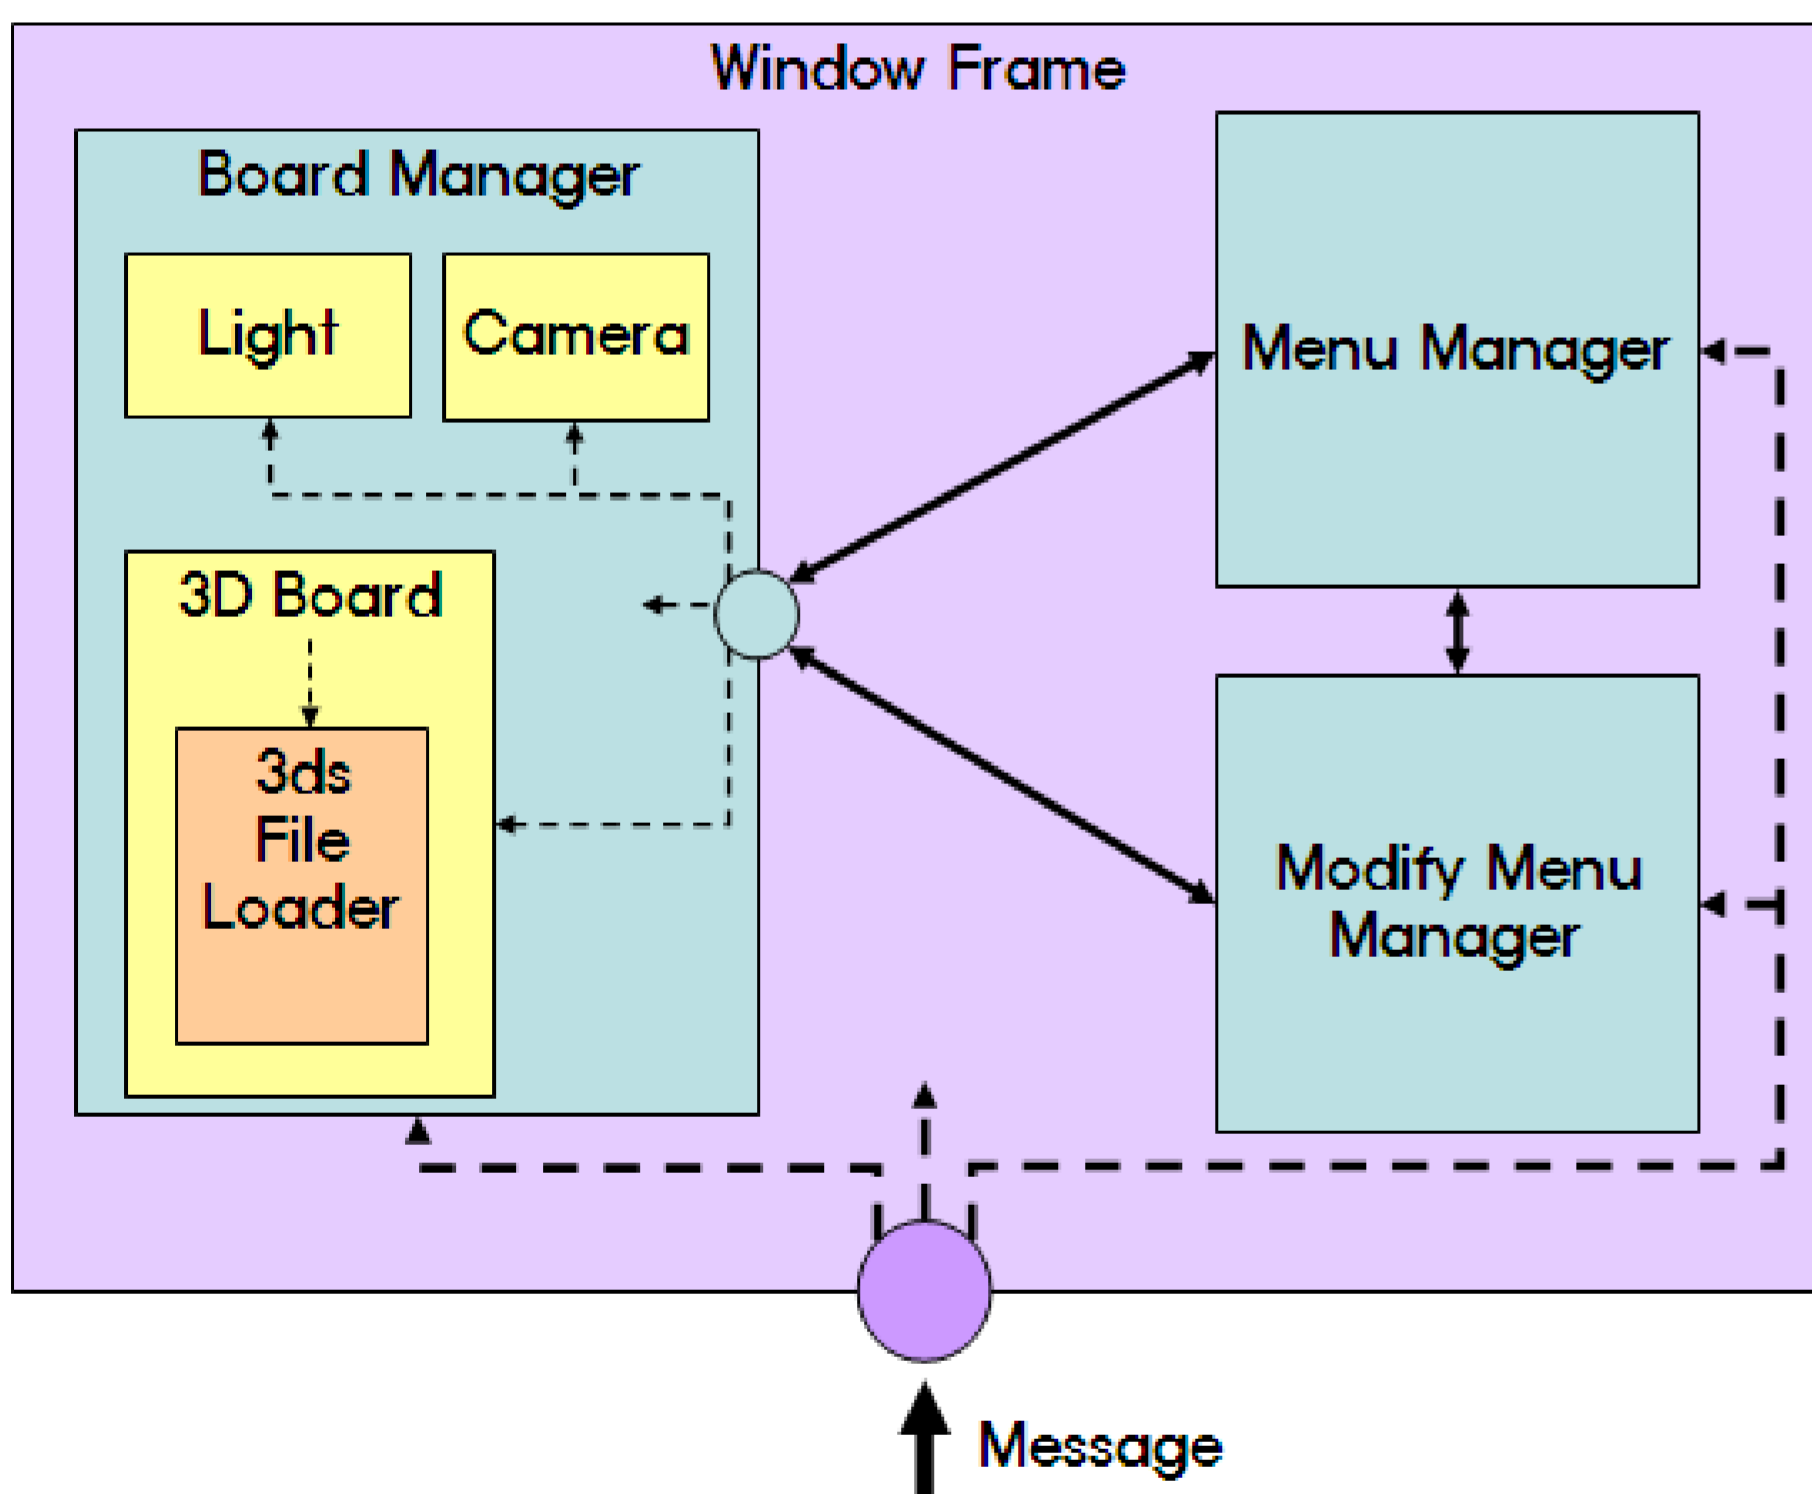 Window Frame
Board Manager
Light
Camera
3D Board
3ds
File
Loader
Menu Manager
Modify Menu
Manager
Message